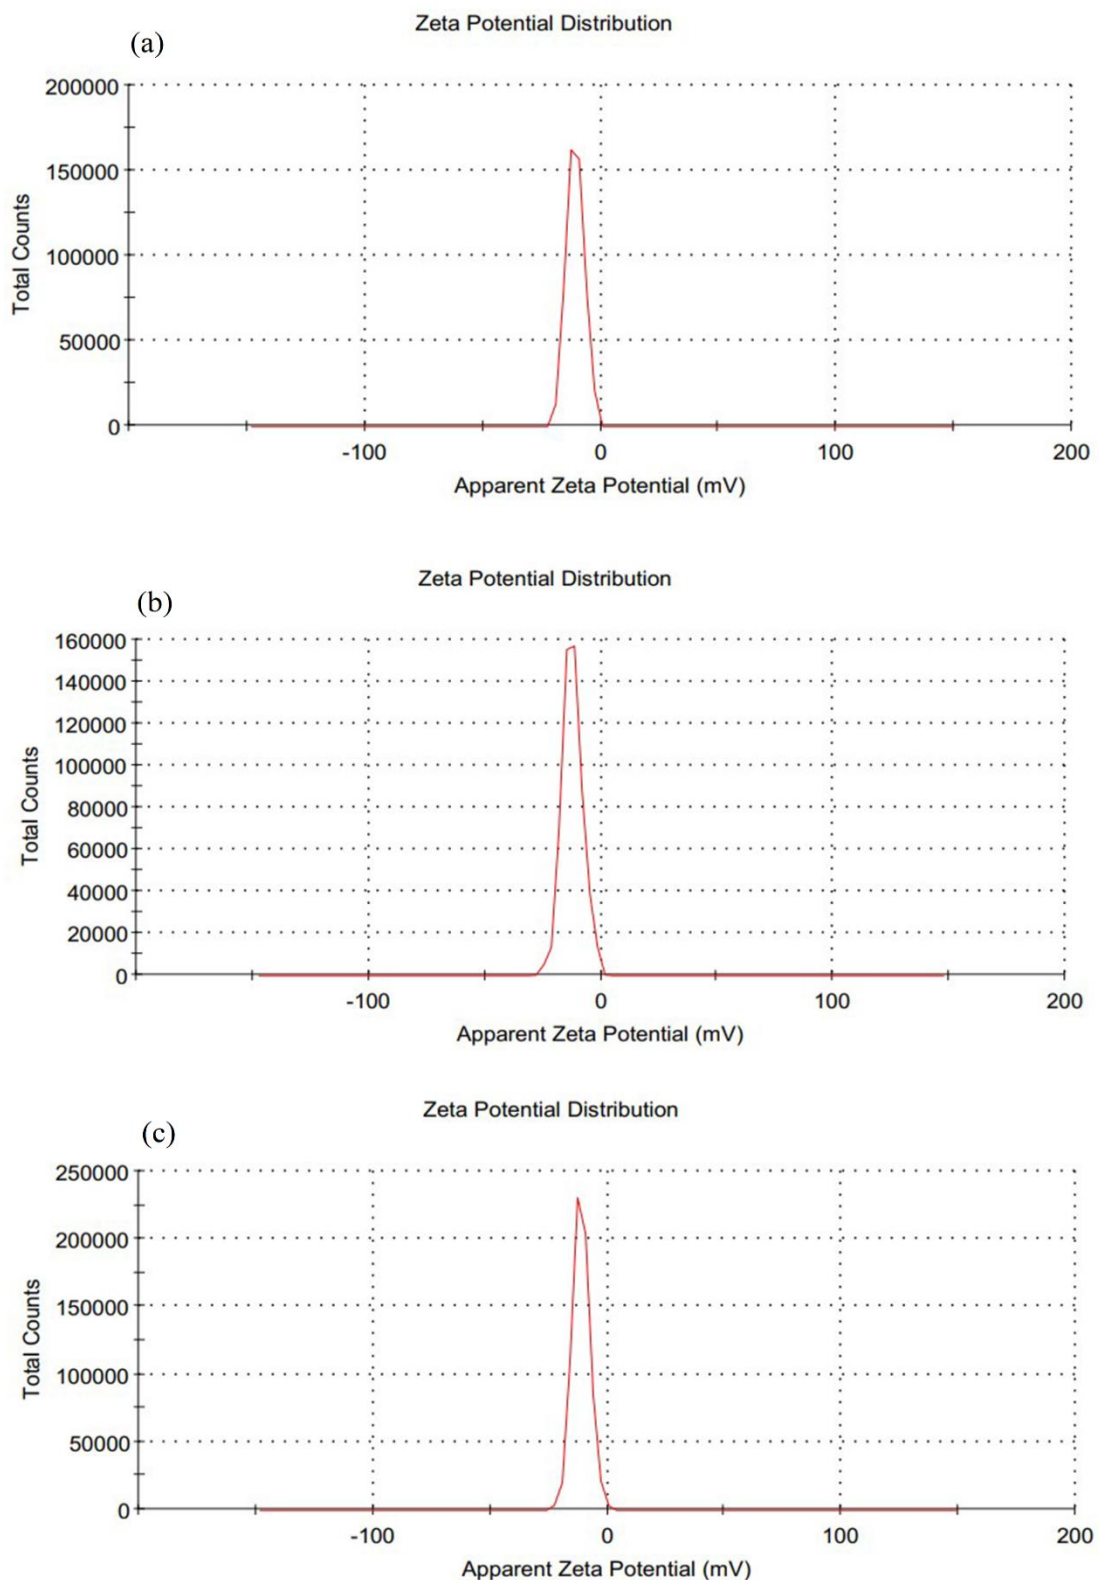 Zeta Potential Distribution
(a)
200000
150000
100000
50000
0
Total Counts
-100 0 100 200
Apparent Zeta Potential (mV)
Zeta Potential Distribution
(b)
160000
140000
120000
100000
80000
60000
40000
20000
0
Total Counts
-100 0 100 200
Apparent Zeta Potential (mV)
Zeta Potential Distribution
(c)
250000
200000
150000
100000
50000
0
Total Counts
-100 0 100 200
Apparent Zeta Potential (mV)